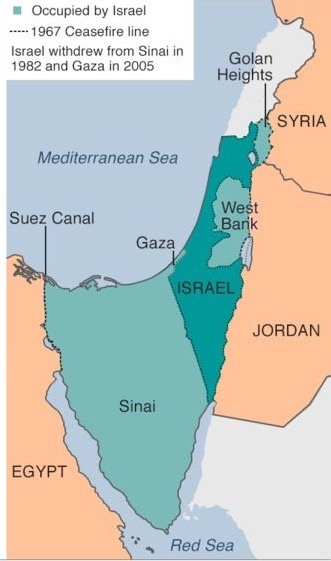 Occupied by Israel
1967 Ceasefire line
Israel withdrew from Sinai in
1982 and Gaza in 2005
Golan
Heights
SYRIA
Mediterranean Sea
West
Bank
Suez Canal
Gaza
ISRAEL
JORDAN
Sinai
EGYPT
Red Sea